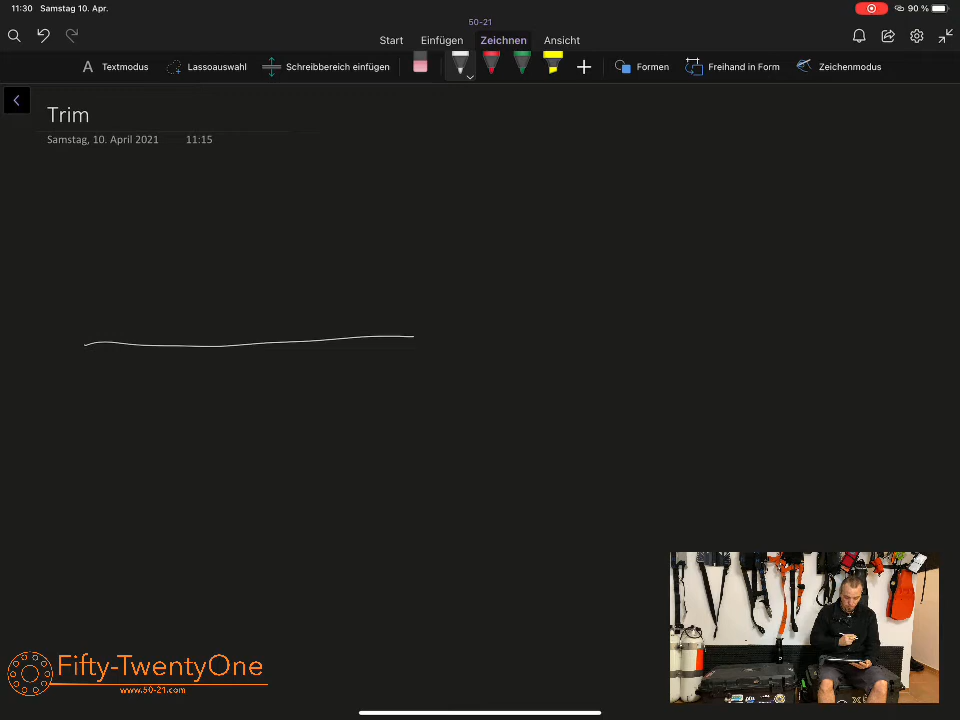 11:30 Samstag 10. Apr.
90 %
50-21
Start Einfügen Zeichnen Ansicht
A Textmodus Lassoauswahl Schreibbereich einfügen Formen Freihand in Form Zeichenmodus
Trim
Samstag, 10. April 2021 11:15
Fifty-TwentyOne
www.50-21.com